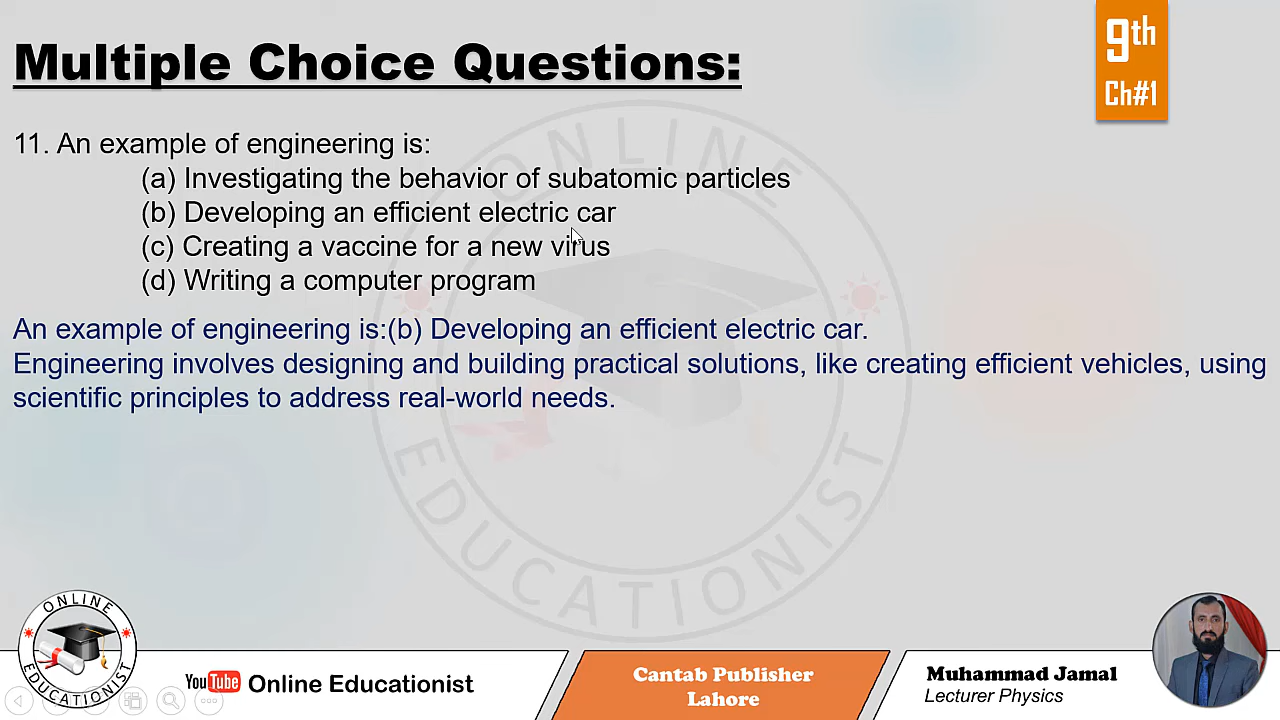 Multiple Choice Questions:
9th
Ch#1
11. An example of engineering is:
(a) Investigating the behavior of subatomic particles
(b) Developing an efficient electric car
(c) Creating a vaccine for a new virus
(d) Writing a computer program
An example of engineering is:(b) Developing an efficient electric car.
Engineering involves designing and building practical solutions, like creating efficient vehicles, using
scientific principles to address real-world needs.
ONLINE
EDUCATIONIST
ONLINE
EDUCATIONIST
YouTube Online Educationist
Cantab Publisher
Lahore
Muhammad Jamal
Lecturer Physics